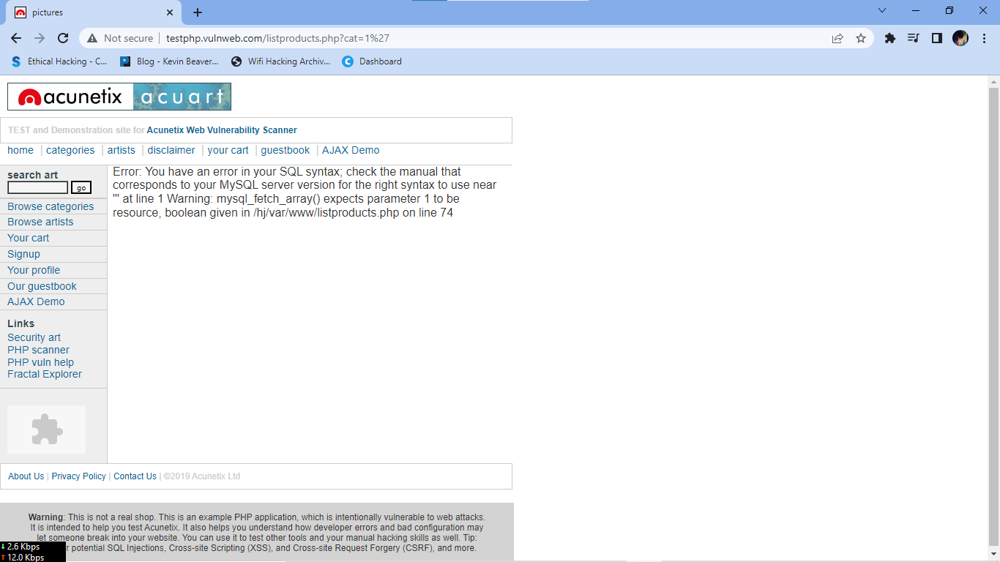 pictures
Not secure
testphp.vulnweb.com/listproducts.php?cat=1%27
Ethical Hacking - C...
Blog - Kevin Beaver...
Wifi Hacking Archiv...
Dashboard
acunetix acuart
TEST and Demonstration site for Acunetix Web Vulnerability Scanner
home | categories | artists | disclaimer | your cart | guestbook | AJAX Demo
search art
go
Browse categories
Browse artists
Your cart
Signup
Your profile
Our guestbook
AJAX Demo
Links
Security art
PHP scanner
PHP vuln help
Fractal Explorer
Error: You have an error in your SQL syntax; check the manual that
corresponds to your MySQL server version for the right syntax to use near
''' at line 1 Warning: mysql_fetch_array() expects parameter 1 to be
resource, boolean given in /hj/var/www/listproducts.php on line 74
About Us | Privacy Policy | Contact Us | ©2019 Acunetix Ltd
Warning: This is not a real shop. This is an example PHP application, which is intentionally vulnerable to web attacks.
It is intended to help you test Acunetix. It also helps you understand how developer errors and bad configuration may
let someone break into your website. You can use it to test other tools and your manual hacking skills as well. Tip:
potential SQL Injections, Cross-site Scripting (XSS), and Cross-site Request Forgery (CSRF), and more.
↓ 2.6 Kbps
↑ 12.0 Kbps